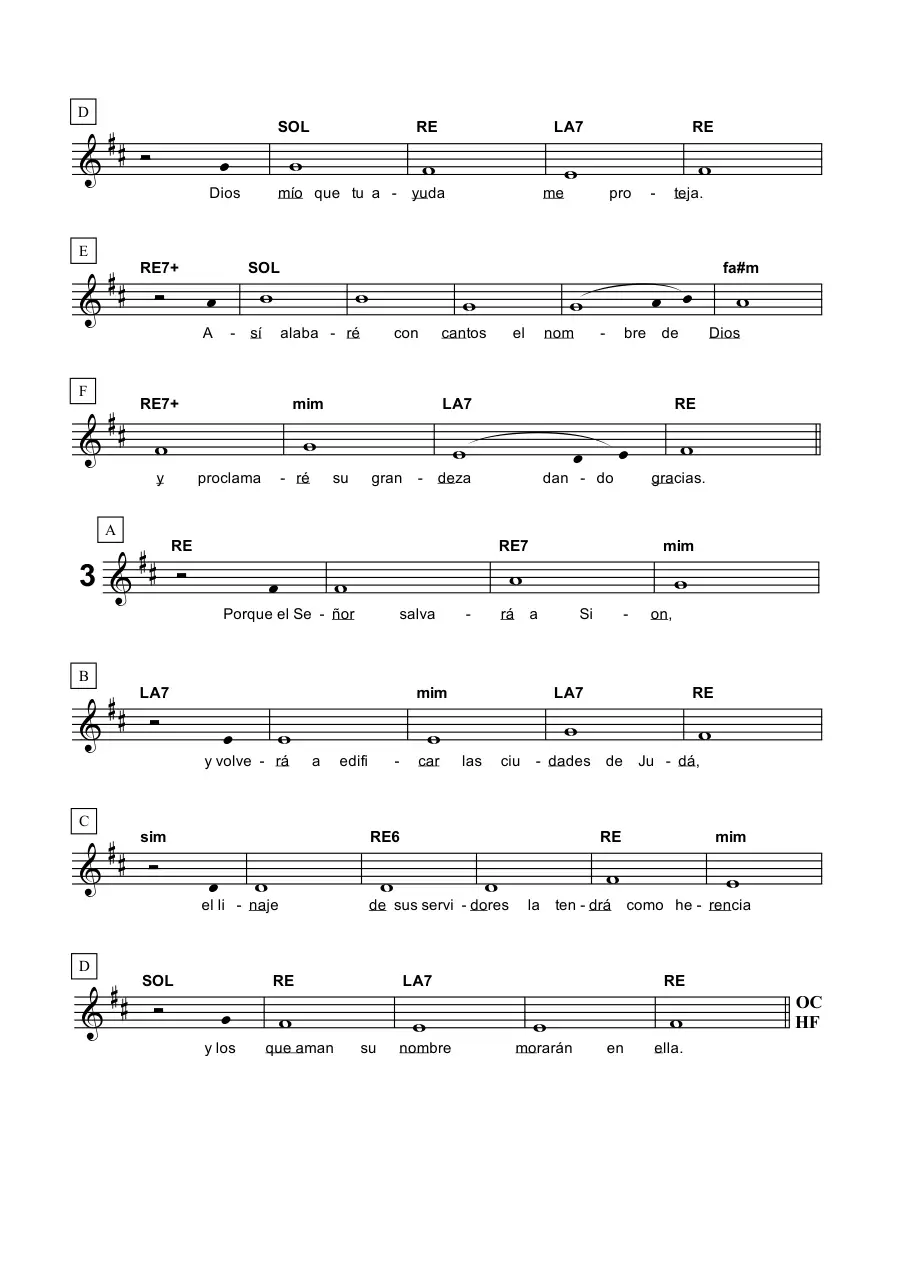 D
SOL RE LA7 RE
Dios mío que tu a - yuda me pro - teja.
E
RE7+ SOL fa#m
A - sí alaba - ré con cantos el nom - bre de Dios
F
RE7+ mim LA7 RE
y proclama - ré su gran - deza dan - do gracias.
A
RE RE7 mim
3
Porque el Se - ñor salva - rá a Si - on,
B
LA7 mim LA7 RE
y volve - rá a edifi - car las ciu - dades de Ju - dá,
C
sim RE6 RE mim
el li - naje de sus servi - dores la ten - drá como he - rencia
D
SOL RE LA7 RE
OC
HF
y los que aman su nombre morarán en ella.